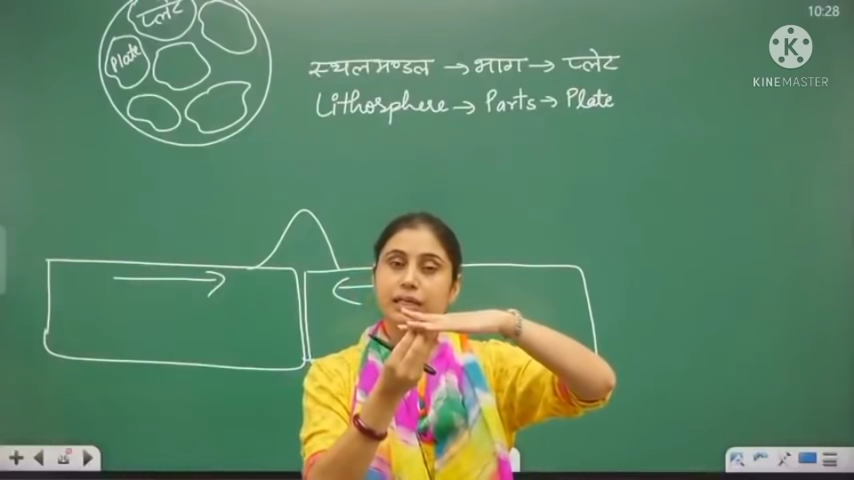 10:28
प्लेट
Plate
स्थलमण्डल → भाग → प्लेट
Lithosphere → Parts → Plate
K
KINEMASTER